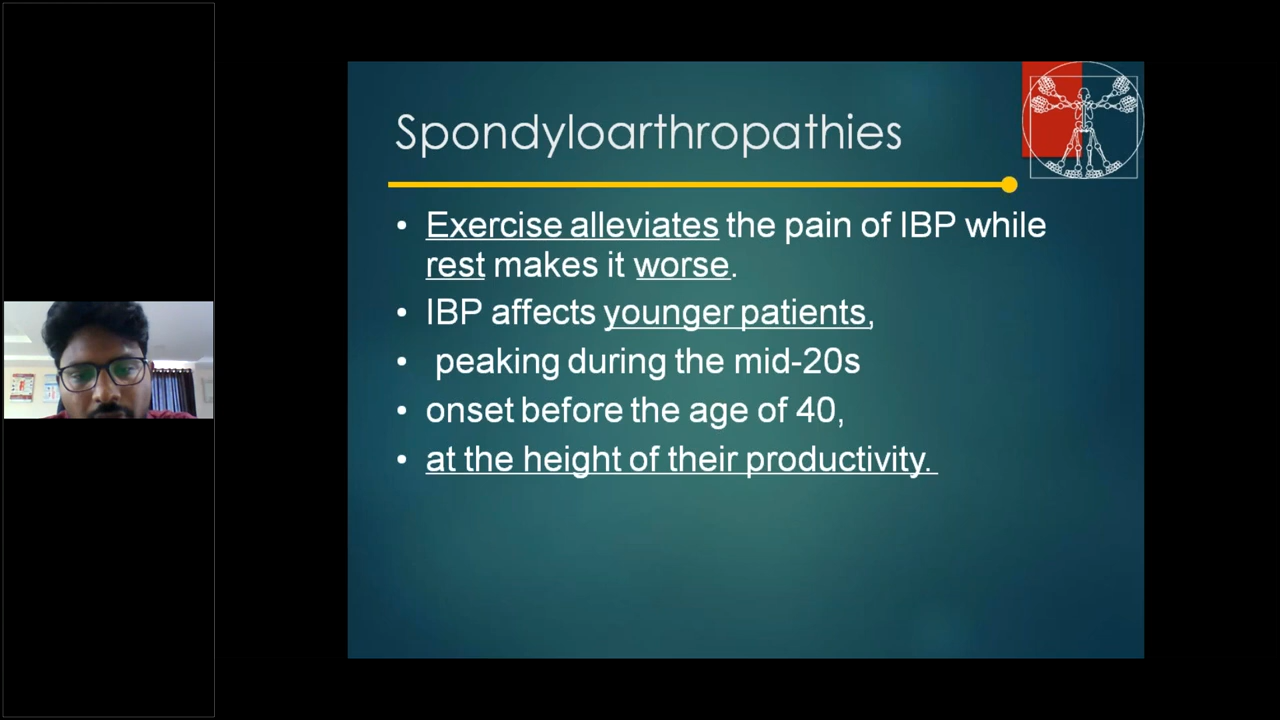 Spondyloarthropathies
• Exercise alleviates the pain of IBP while
rest makes it worse.
• IBP affects younger patients,
• peaking during the mid-20s
• onset before the age of 40,
• at the height of their productivity.